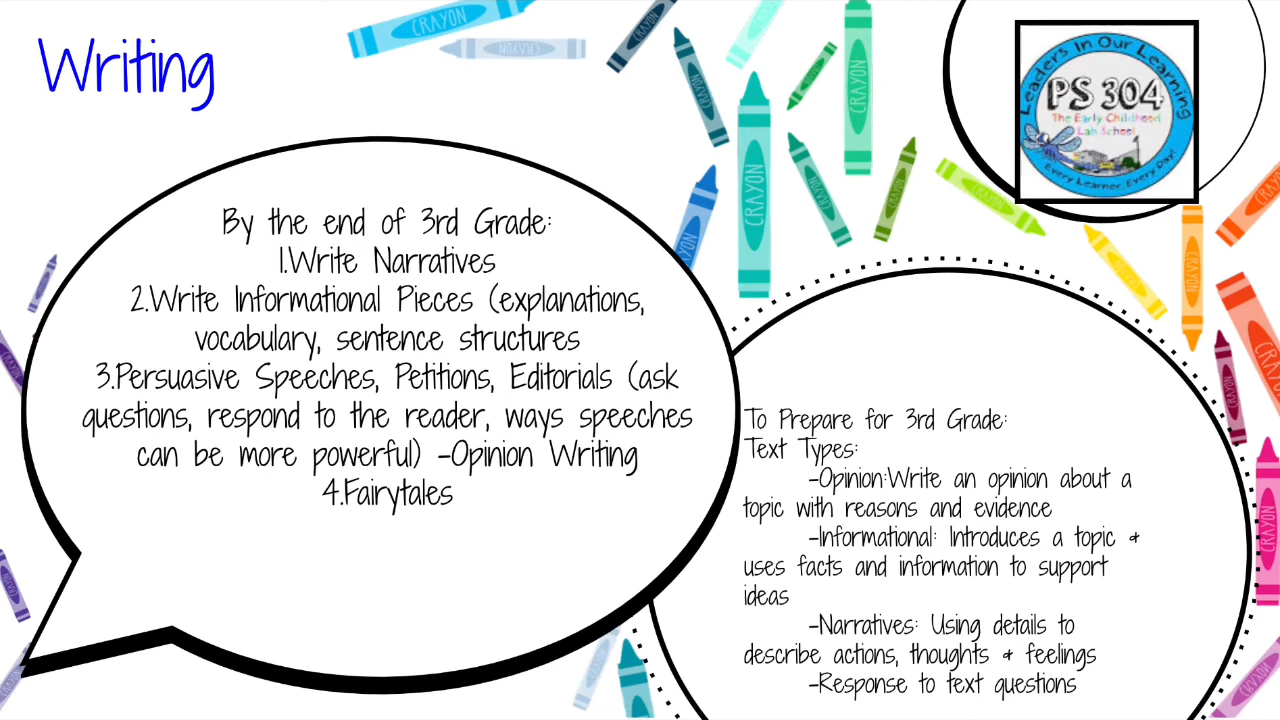 Writing
Leaders In Our Learning
PS 304
The Early Childhood
Lab School
Every Learner, Every Day!
By the end of 3rd Grade:
1.Write Narratives
2.Write Informational Pieces (explanations,
vocabulary, sentence structures
3.Persuasive Speeches, Petitions, Editorials (ask
questions, respond to the reader, ways speeches
can be more powerful) -Opinion Writing
4.Fairytales
To Prepare for 3rd Grade:
Text Types:
-Opinion:Write an opinion about a
topic with reasons and evidence
-Informational: Introduces a topic &
uses facts and information to support
ideas
-Narratives: Using details to
describe actions, thoughts & feelings
-Response to text questions
CRAYON
CRAYON
CRAYON
CRAYON
CRAYON
CRAYON
CRAYON
CRAYON
CRAYON
CRAYON